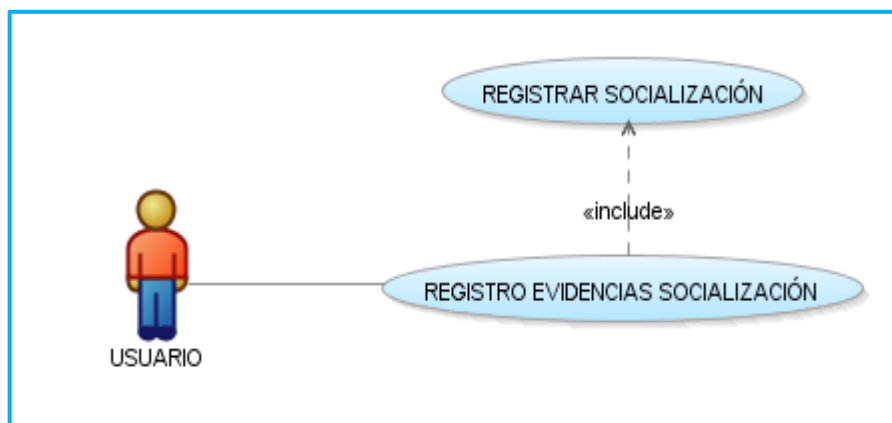 REGISTRAR SOCIALIZACIÓN
«include»
REGISTRO EVIDENCIAS SOCIALIZACIÓN
USUARIO